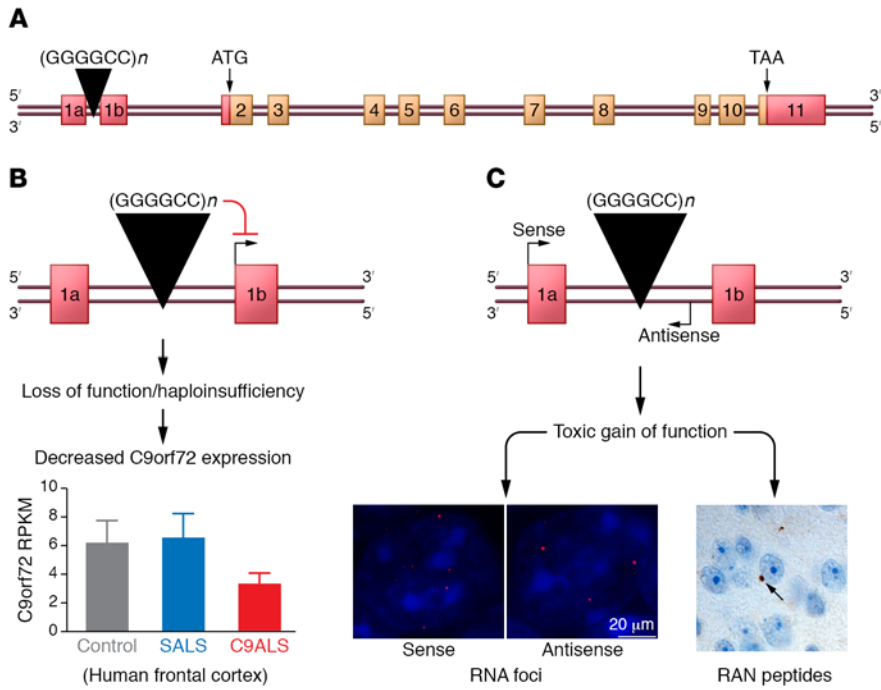 A
(GGGGCC)n
ATG
TAA
5′
1a
1b
2
3
4
5
6
7
8
9
10
11
3′
3′
5′
B
(GGGGCC)n
5′
1a
1b
3′
3′
5′
Loss of function/haploinsufficiency
Decreased C9orf72 expression
C9orf72 RPKM
10
8
6
4
2
0
Control
SALS
C9ALS
(Human frontal cortex)
C
(GGGGCC)n
Sense
5′
1a
1b
3′
3′
5′
Antisense
Toxic gain of function
20 µm
Sense
Antisense
RNA foci
RAN peptides